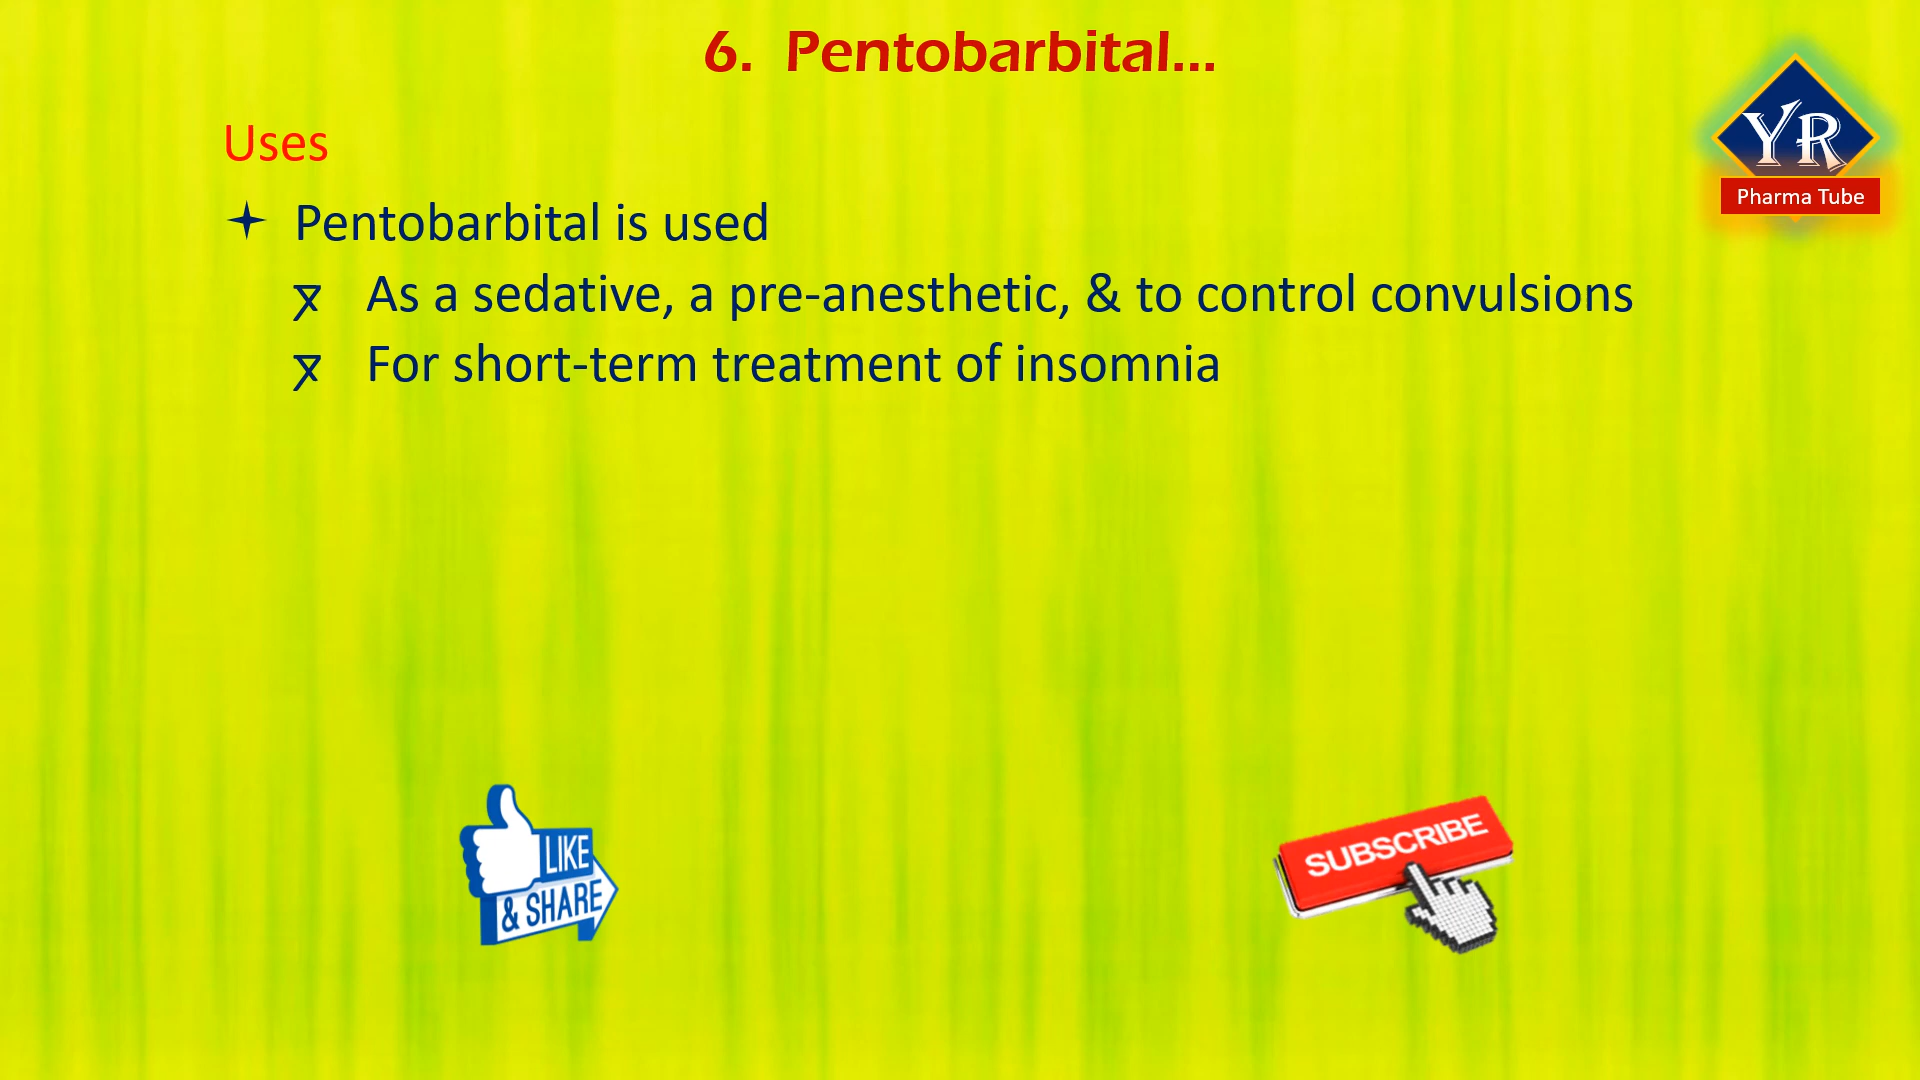 6. Pentobarbital...
YR
Pharma Tube
Uses
Pentobarbital is used
As a sedative, a pre-anesthetic, & to control convulsions
For short-term treatment of insomnia
LIKE
& SHARE
SUBSCRIBE